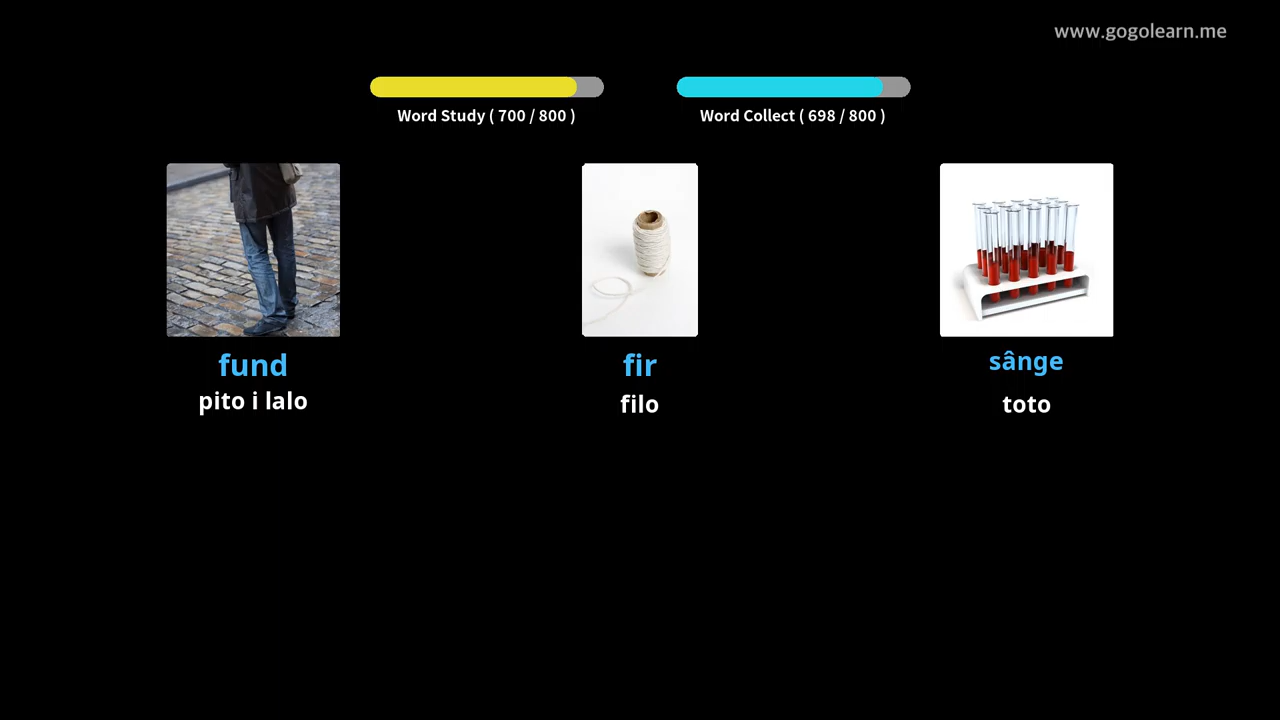 www.gogolearn.me
Word Study ( 700 / 800 )
Word Collect ( 698 / 800 )
fund
pito i lalo
fir
filo
sânge
toto